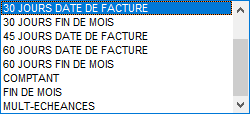 30 JOURS DATE DE FACTURE
30 JOURS FIN DE MOIS
45 JOURS DATE DE FACTURE
60 JOURS DATE DE FACTURE
60 JOURS FIN DE MOIS
COMPTANT
FIN DE MOIS
MULT-ECHEANCES